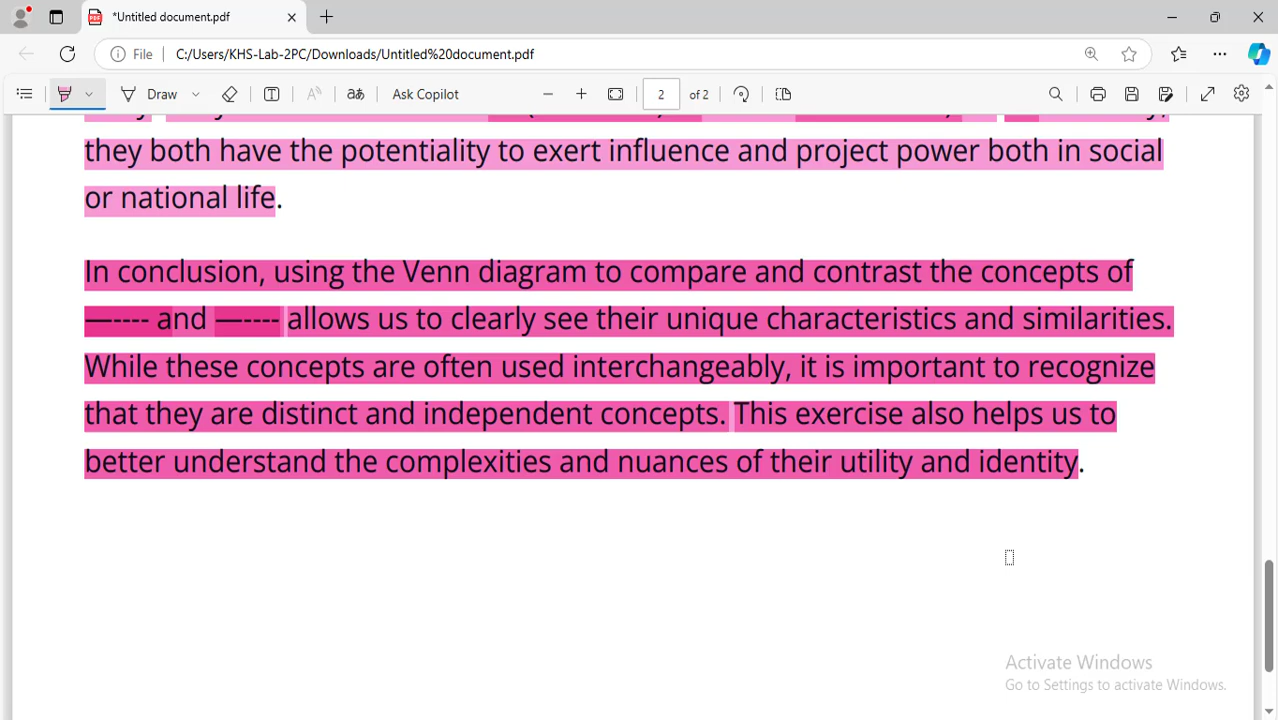 *Untitled document.pdf
File C:/Users/KHS-Lab-2PC/Downloads/Untitled%20document.pdf
Draw aあ Ask Copilot 2 of 2
they both have the potentiality to exert influence and project power both in social
or national life.
In conclusion, using the Venn diagram to compare and contrast the concepts of
—---- and —---- allows us to clearly see their unique characteristics and similarities.
While these concepts are often used interchangeably, it is important to recognize
that they are distinct and independent concepts. This exercise also helps us to
better understand the complexities and nuances of their utility and identity.
Activate Windows
Go to Settings to activate Windows.